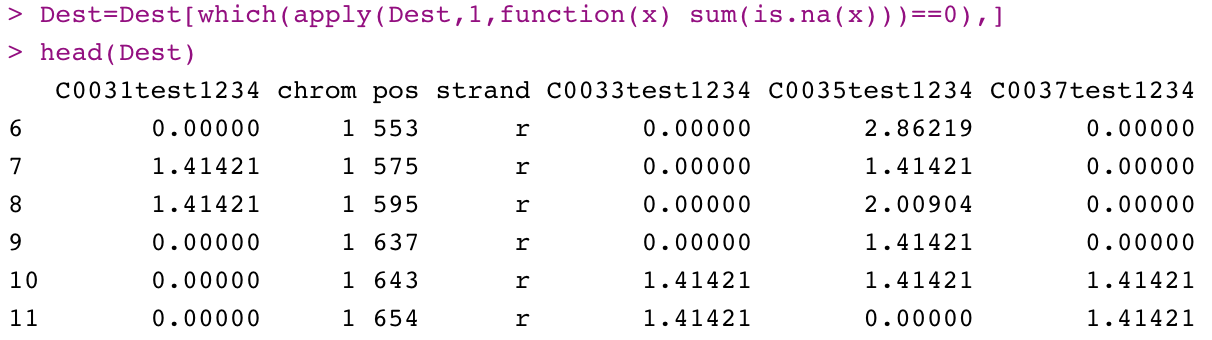 > Dest=Dest[which(apply(Dest,1,function(x) sum(is.na(x)))==0),]
> head(Dest)
   C0031test1234 chrom pos strand C0033test1234 C0035test1234 C0037test1234
6        0.00000     1 553      r       0.00000       2.86219       0.00000
7        1.41421     1 575      r       0.00000       1.41421       0.00000
8        1.41421     1 595      r       0.00000       2.00904       0.00000
9        0.00000     1 637      r       0.00000       1.41421       0.00000
10       0.00000     1 643      r       1.41421       1.41421       1.41421
11       0.00000     1 654      r       1.41421       0.00000       1.41421